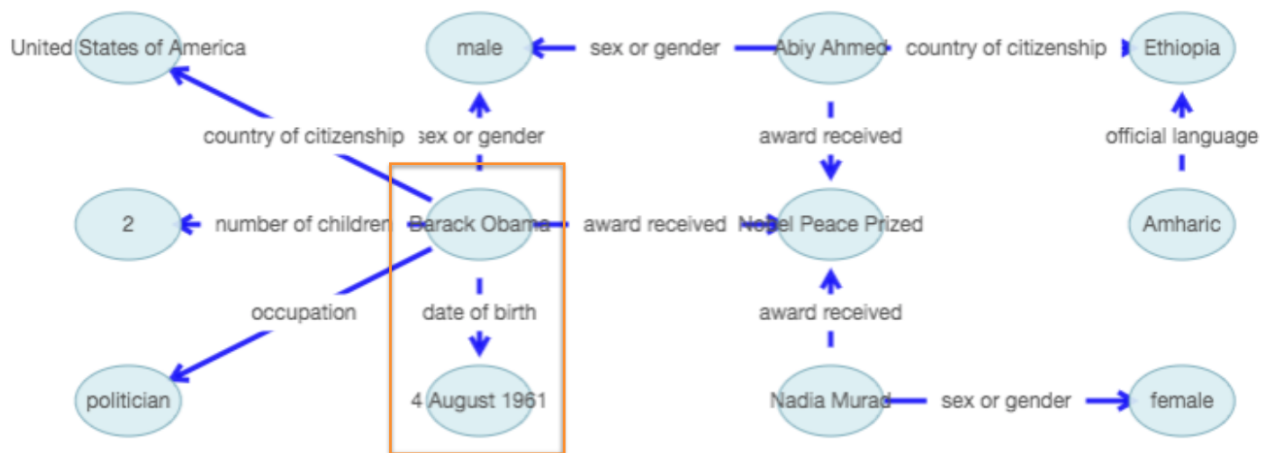 United States of America
male
sex or gender
Abiy Ahmed
country of citizenship
Ethiopia
country of citizenship
sex or gender
award received
official language
2
number of children
Barack Obama
award received
Nobel Peace Prized
Amharic
occupation
date of birth
award received
politician
4 August 1961
Nadia Murad
sex or gender
female